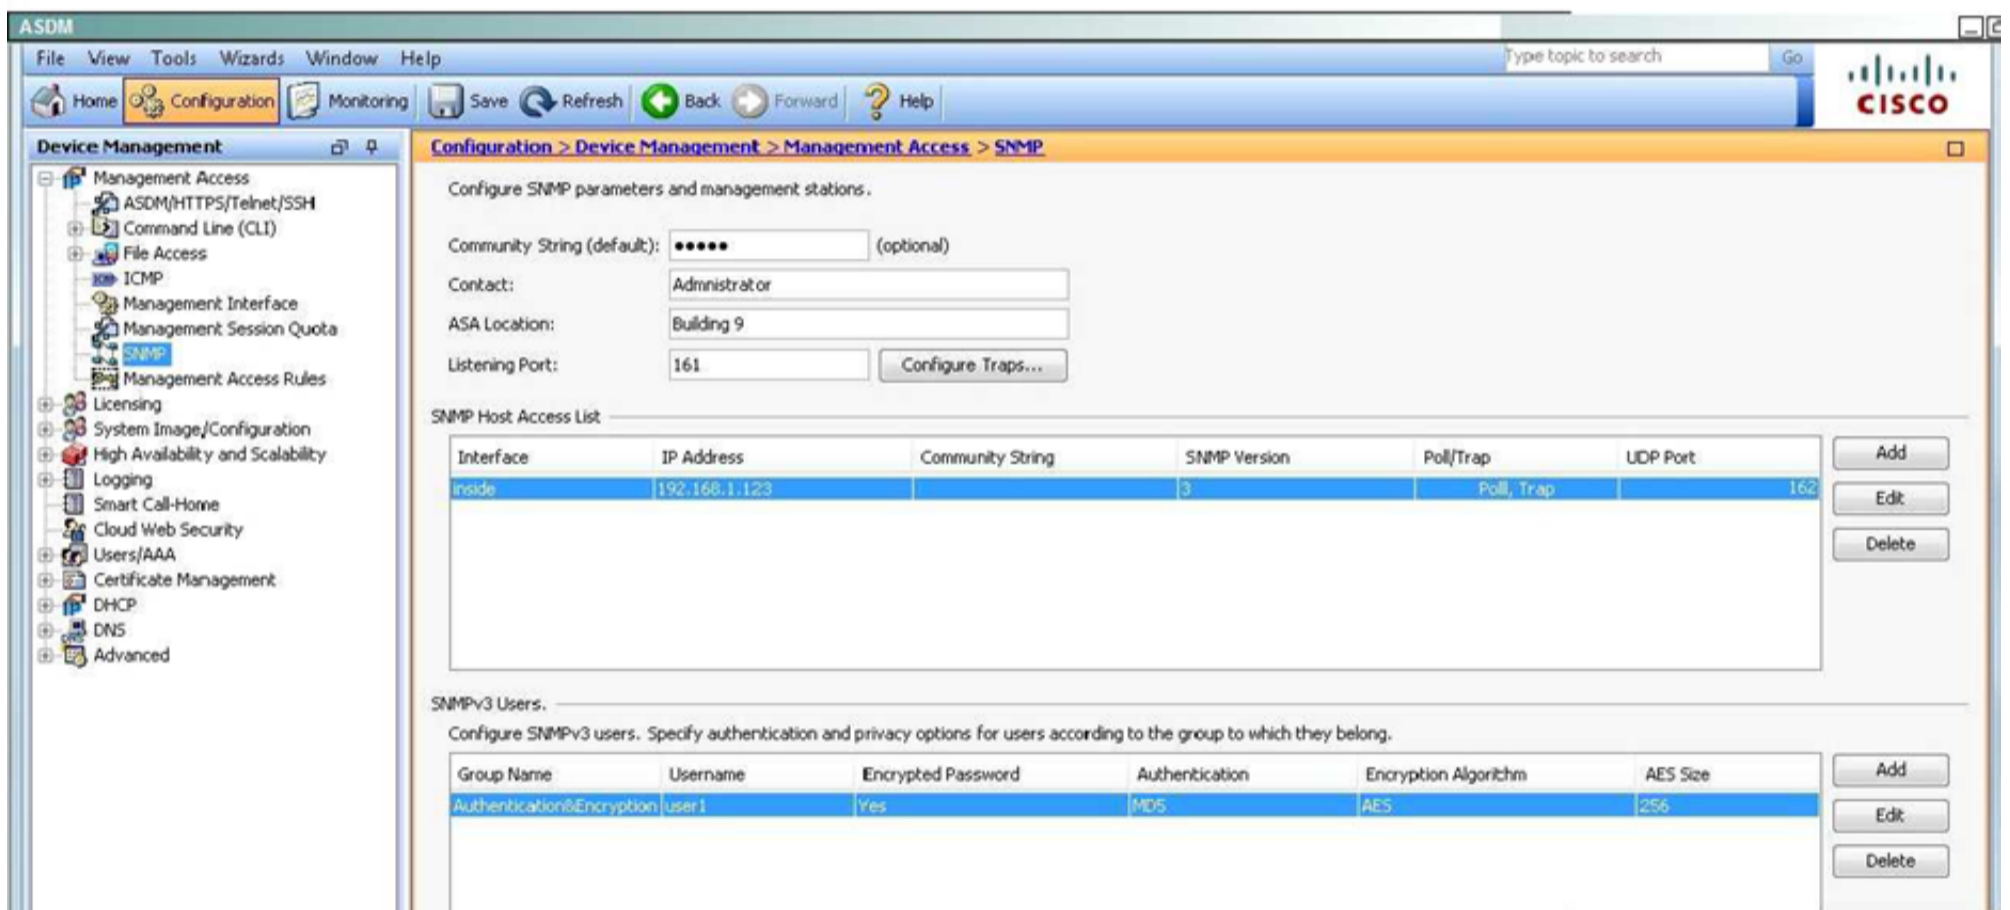 ASDM
File View Tools Wizards Window Help
Type topic to search Go
Home Configuration Monitoring Save Refresh Back Forward Help
CISCO
Device Management
Management Access
ASDM/HTTPS/Telnet/SSH
Command Line (CLI)
File Access
ICMP
Management Interface
Management Session Quota
SNMP
Management Access Rules
Licensing
System Image/Configuration
High Availability and Scalability
Logging
Smart Call-Home
Cloud Web Security
Users/AAA
Certificate Management
DHCP
DNS
Advanced
Configuration > Device Management > Management Access > SNMP
Configure SNMP parameters and management stations.
Community String (default): ••••• (optional)
Contact: Admnistrator
ASA Location: Building 9
Listening Port: 161 Configure Traps...
SNMP Host Access List
Interface IP Address Community String SNMP Version Poll/Trap UDP Port
inside 192.168.1.123 3 Poll, Trap 162
Add
Edit
Delete
SNMPv3 Users.
Configure SNMPv3 users. Specify authentication and privacy options for users according to the group to which they belong.
Group Name Username Encrypted Password Authentication Encryption Algorithm AES Size
Authentication&Encryption user1 Yes MD5 AES 256
Add
Edit
Delete